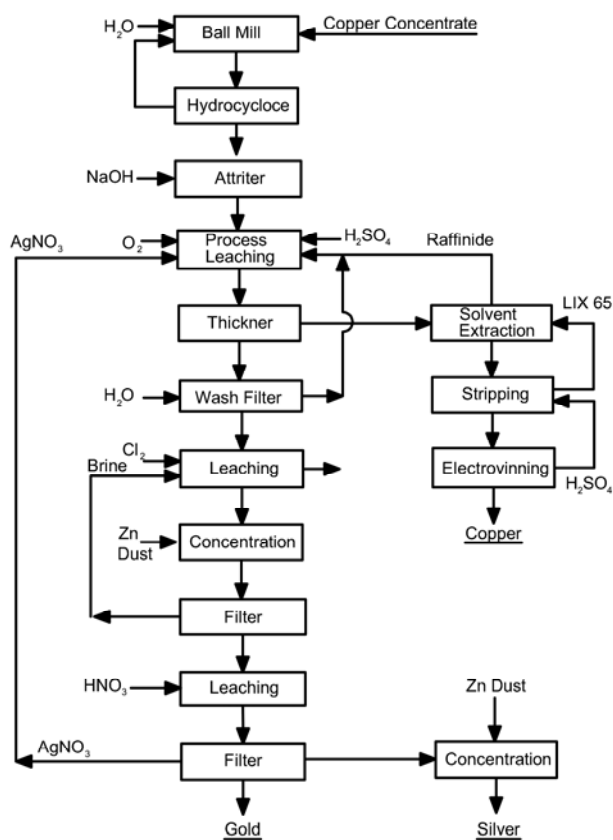 H2O
Ball Mill
Copper Concentrate
Hydrocycloce
NaOH
Attriter
AgNO3
O2
Process
Leaching
H2SO4
Raffinide
Thickner
Solvent
Extraction
LIX 65
H2O
Wash Filter
Stripping
Cl2
Brine
Leaching
Electrovinning
H2SO4
Copper
Zn
Dust
Concentration
Filter
HNO3
Leaching
Zn Dust
AgNO3
Filter
Concentration
Gold
Silver